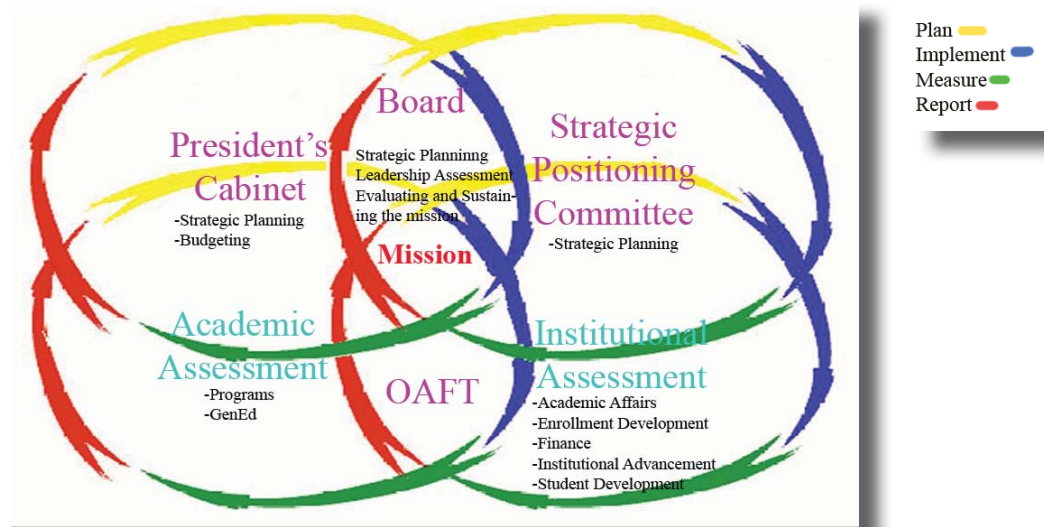 Plan
Implement
Measure
Report
Board
Strategic Planninng
Leadership Assessment
Evaluating and Sustain-
ing the mission
President's
Cabinet
-Strategic Planning
-Budgeting
Strategic
Positioning
Committee
-Strategic Planning
Mission
Academic
Assessment
-Programs
-GenEd
OAFT
Institutional
Assessment
-Academic Affairs
-Enrollment Development
-Finance
-Institutional Advancement
-Student Development